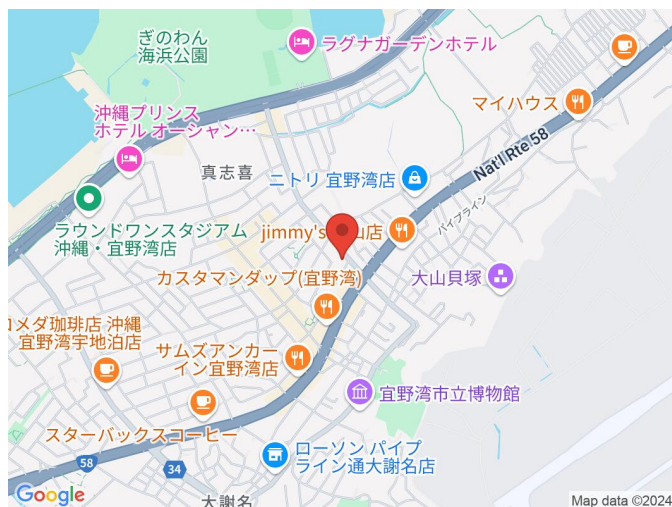 ぎのわん
海浜公園
ラグナガーデンホテル
マイハウス
沖縄プリンス
ホテル オーシャン…
真志喜
ニトリ 宜野湾店
Nat'l Rte 58
パイプライン
ラウンドワンスタジアム
沖縄・宜野湾店
jimmy's
山店
カスタマンダップ(宜野湾)
大山貝塚
コメダ珈琲店 沖縄
宜野湾宇地泊店
サムズアンカー
イン宜野湾店
宜野湾市立博物館
スターバックスコーヒー
58
34
ローソン パイプ
ライン通大謝名店
大謝名
Google
Map data ©2024